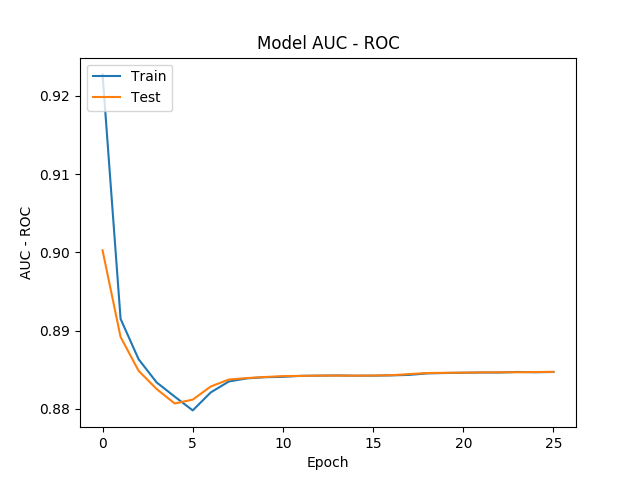 Model AUC - ROC
Train
Test
AUC - ROC
0.92
0.91
0.90
0.89
0.88
0 5 10 15 20 25
Epoch